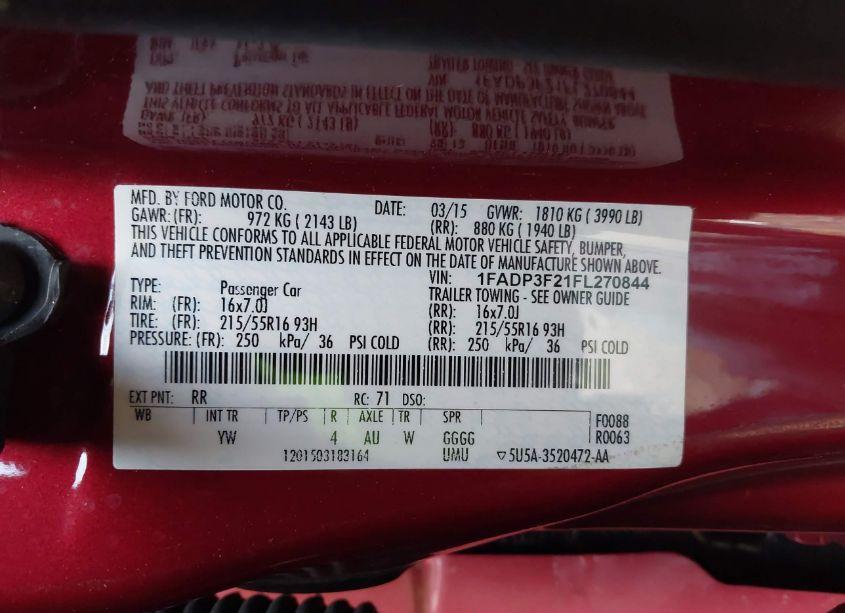 MFD. BY FORD MOTOR CO.
DATE: 03/15 GVWR: 1810 KG ( 3990 LB)
GAWR: (FR): 972 KG ( 2143 LB) (RR): 880 KG ( 1940 LB)
THIS VEHICLE CONFORMS TO ALL APPLICABLE FEDERAL MOTOR VEHICLE SAFETY, BUMPER,
AND THEFT PREVENTION STANDARDS IN EFFECT ON THE DATE OF MANUFACTURE SHOWN ABOVE.
VIN: 1FADP3F21FL270844
TYPE: Passenger Car TRAILER TOWING - SEE OWNER GUIDE
RIM: (FR): 16x7.0J (RR): 16x7.0J
TIRE: (FR): 215/55R16 93H (RR): 215/55R16 93H
PRESSURE: (FR): 250 kPa/ 36 PSI COLD (RR): 250 kPa/ 36 PSI COLD
EXT PNT: RR RC: 71 DSO:
WB INT TR TP/PS R AXLE TR SPR F0088
YW 4 AU W GGGG R0063
1201503183164 UMU ▽5U5A-3520472-AA